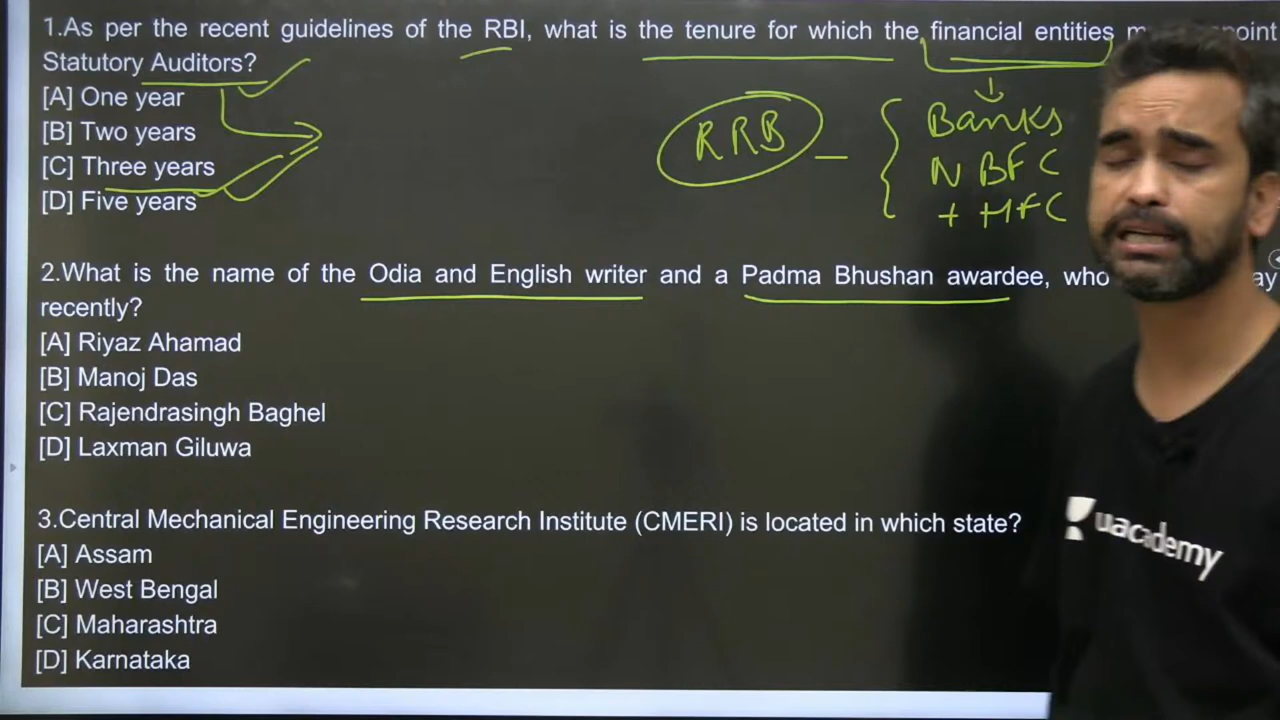 1.As per the recent guidelines of the RBI, what is the tenure for which the financial entities
Statutory Auditors?
[A] One year
[B] Two years
[C] Three years
[D] Five years
RRB
Banks
NBFC
+ HFC
2.What is the name of the Odia and English writer and a Padma Bhushan awardee, who
recently?
[A] Riyaz Ahamad
[B] Manoj Das
[C] Rajendrasingh Baghel
[D] Laxman Giluwa
3.Central Mechanical Engineering Research Institute (CMERI) is located in which state?
[A] Assam
[B] West Bengal
[C] Maharashtra
[D] Karnataka
unacademy